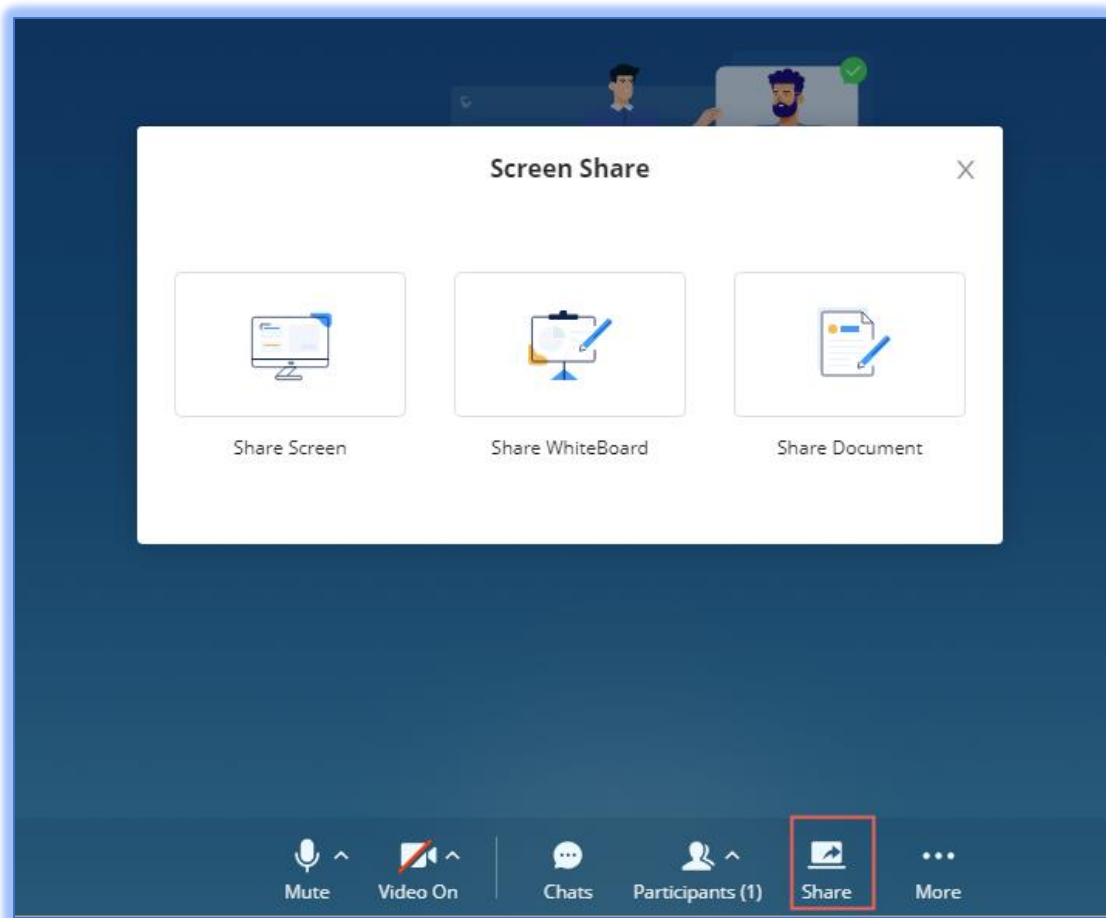 Screen Share
Share Screen
Share WhiteBoard
Share Document
Mute
Video On
Chats
Participants (1)
Share
More